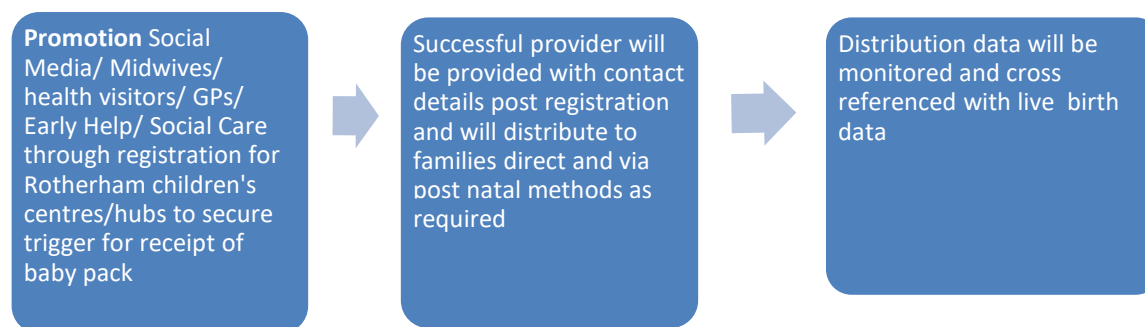 Promotion Social
Media/ Midwives/
health visitors/ GPs/
Early Help/ Social Care
through registration for
Rotherham children's
centres/hubs to secure
trigger for receipt of
baby pack
Successful provider will
be provided with contact
details post registration
and will distribute to
families direct and via
post natal methods as
required
Distribution data will be
monitored and cross
referenced with live birth
data